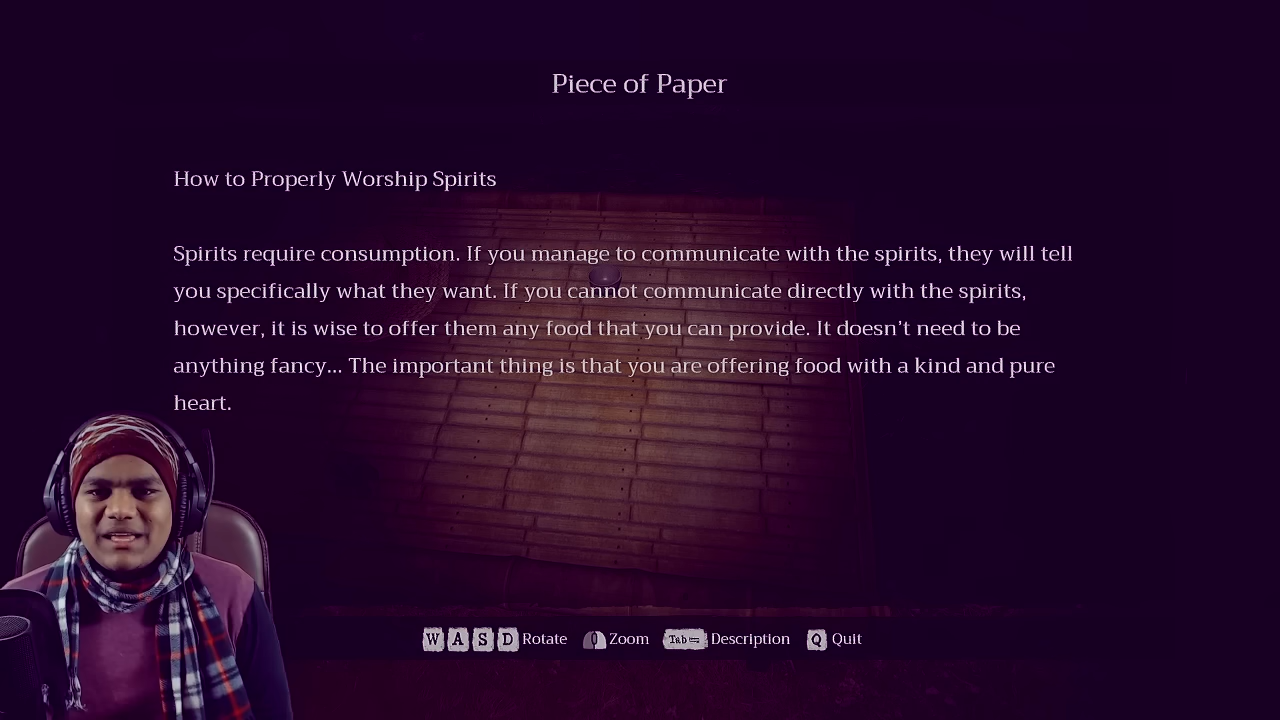 Piece of Paper
How to Properly Worship Spirits
Spirits require consumption. If you manage to communicate with the spirits, they will tell
you specifically what they want. If you cannot communicate directly with the spirits,
however, it is wise to offer them any food that you can provide. It doesn't need to be
anything fancy... The important thing is that you are offering food with a kind and pure
heart.
W A S D Rotate Zoom Tab Description Q Quit